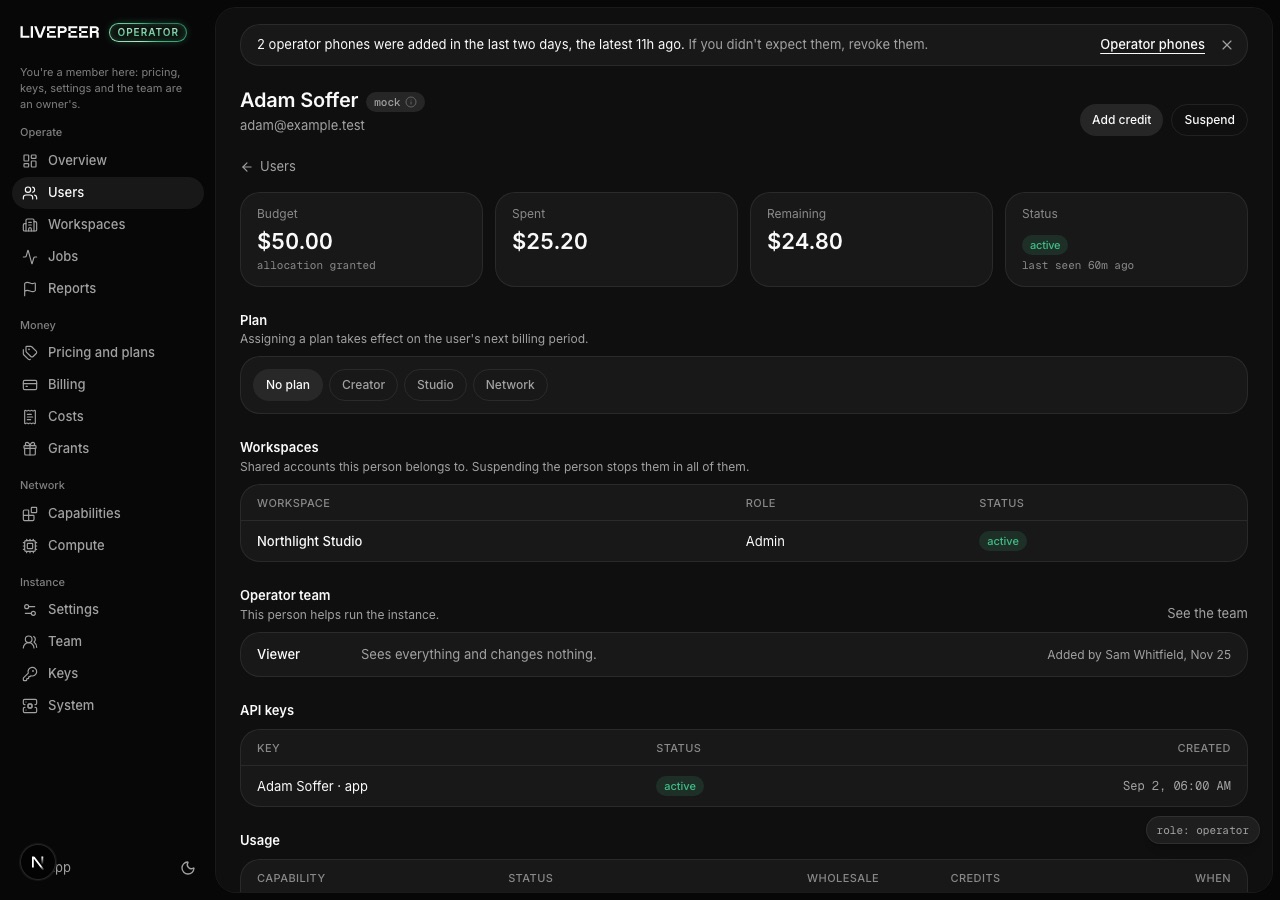 LIVEPEER OPERATOR
You're a member here: pricing,
keys, settings and the team are
an owner's.
Operate
Overview
Users
Workspaces
Jobs
Reports
Money
Pricing and plans
Billing
Costs
Grants
Network
Capabilities
Compute
Instance
Settings
Team
Keys
System
N
pp
2 operator phones were added in the last two days, the latest 11h ago. If you didn't expect them, revoke them.
Operator phones
Adam Soffer mock
adam@example.test
Add credit Suspend
Users
Budget Spent Remaining Status
$50.00 $25.20 $24.80 active
allocation granted last seen 60m ago
Plan
Assigning a plan takes effect on the user's next billing period.
No plan Creator Studio Network
Workspaces
Shared accounts this person belongs to. Suspending the person stops them in all of them.
WORKSPACE ROLE STATUS
Northlight Studio Admin active
Operator team
This person helps run the instance. See the team
Viewer Sees everything and changes nothing. Added by Sam Whitfield, Nov 25
API keys
KEY STATUS CREATED
Adam Soffer · app active Sep 2, 06:00 AM
role: operator
Usage
CAPABILITY STATUS WHOLESALE CREDITS WHEN